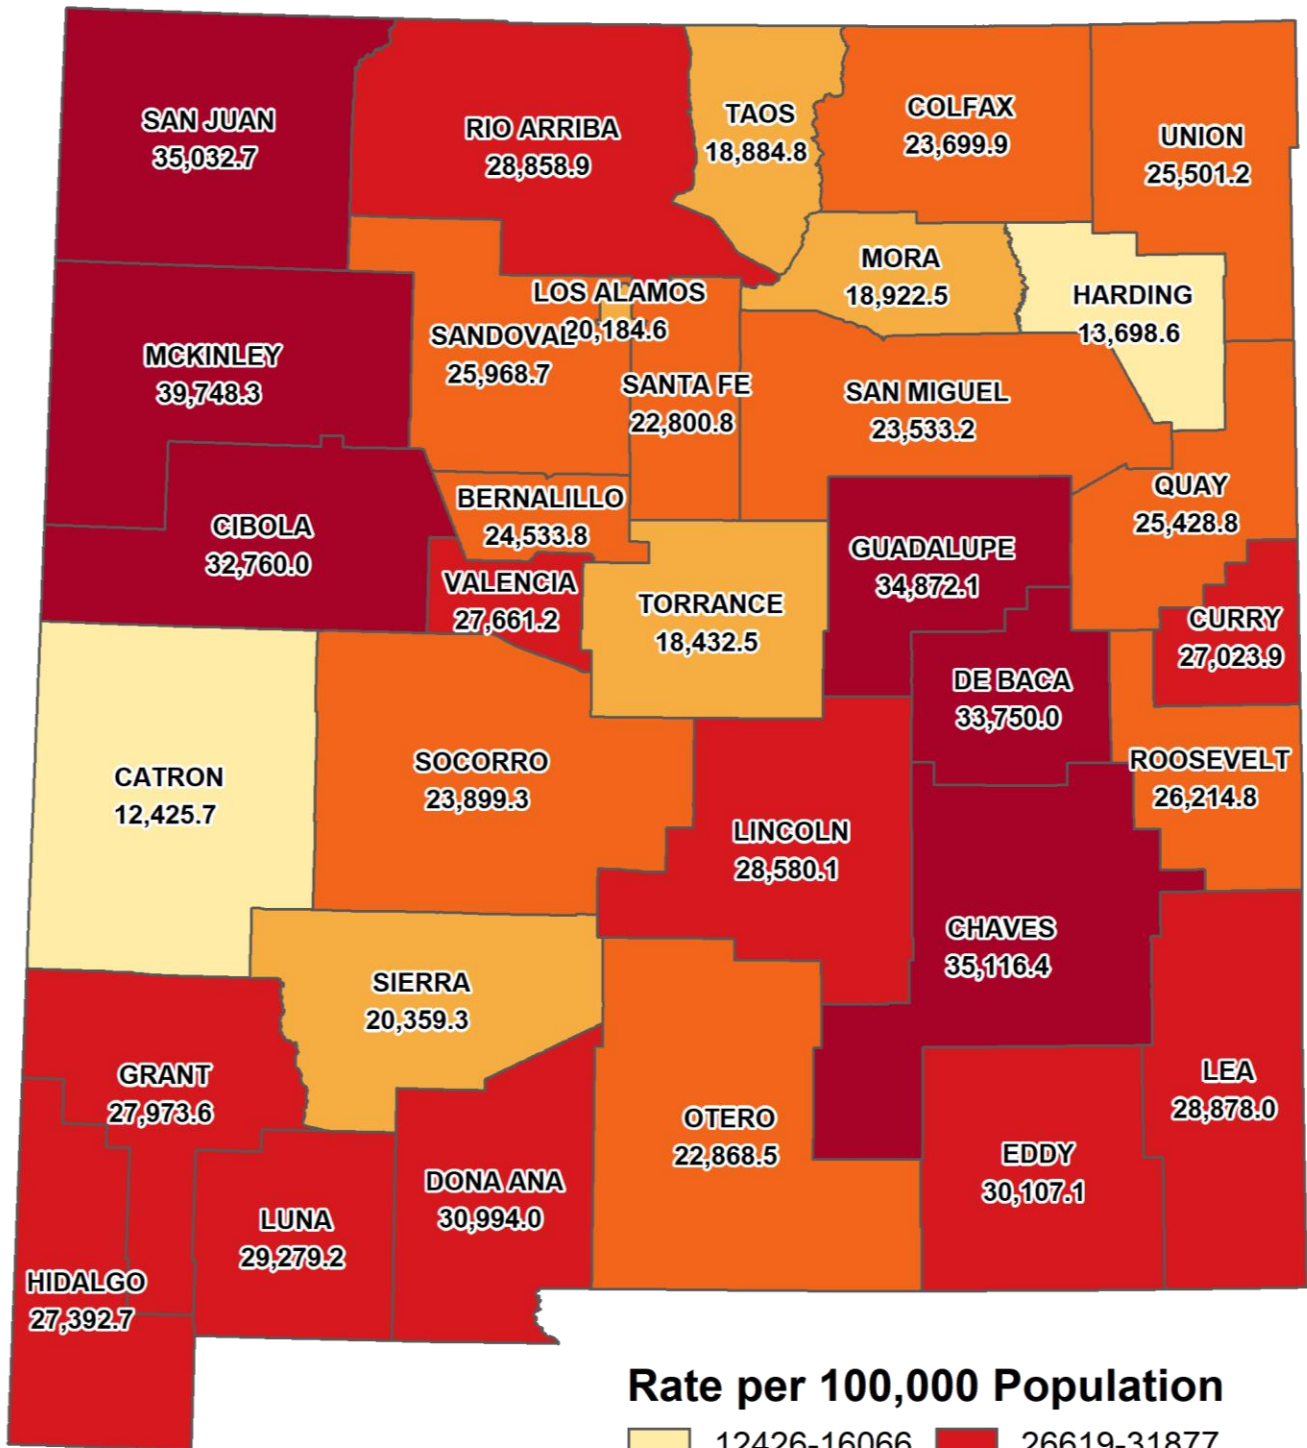 SAN JUAN
35,032.7
RIO ARRIBA
28,858.9
TAOS
18,884.8
COLFAX
23,699.9
UNION
25,501.2
MORA
18,922.5
HARDING
13,698.6
LOS ALAMOS
20,184.6
SANDOVAL
25,968.7
MCKINLEY
39,748.3
SANTA FE
22,800.8
SAN MIGUEL
23,533.2
QUAY
25,428.8
BERNALILLO
24,533.8
CIBOLA
32,760.0
GUADALUPE
34,872.1
VALENCIA
27,661.2
TORRANCE
18,432.5
CURRY
27,023.9
DE BACA
33,750.0
CATRON
12,425.7
SOCORRO
23,899.3
ROOSEVELT
26,214.8
LINCOLN
28,580.1
CHAVES
35,116.4
SIERRA
20,359.3
GRANT
27,973.6
LEA
28,878.0
OTERO
22,868.5
EDDY
30,107.1
DONA ANA
30,994.0
LUNA
29,279.2
HIDALGO
27,392.7
Rate per 100,000 Population
12426-16066 26619-31877